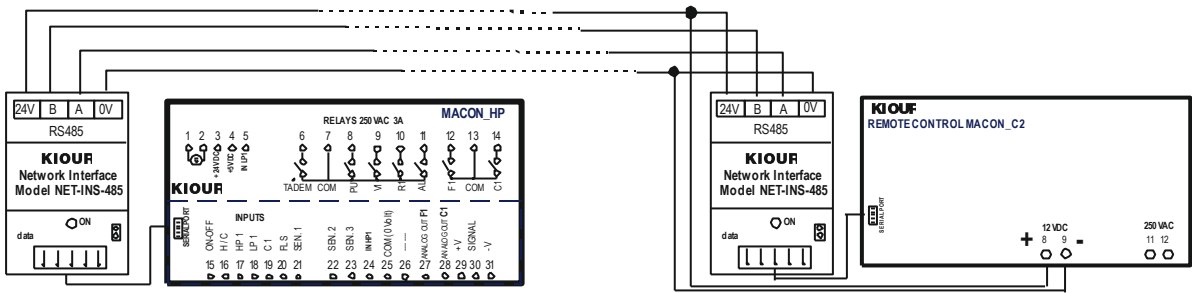 24V B A 0V
RS485
KIOUR
Network Interface
Model NET-INS-485
ON
data
MACON_HP
RELAYS 250 VAC 3A
1 2 3 4 5 6 7 8 9 10 11 12 13 14
+24VDC +5VDC IN LP1
TADEM COM PU VI R1 AL F1 COM C1
KIOUR
SERIAL PORT
INPUTS
ON-OFF H/C HP 1 LP 1 C 1 FLS SEN. 1 SEN. 2 SEN. 3 IN HP1 COM (0 Volt) --- ANALOG OUT F1 ANALOG OUT C1 +V SIGNAL -V
15 16 17 18 19 20 21 22 23 24 25 26 27 28 29 30 31
24V B A 0V
RS485
KIOUR
Network Interface
Model NET-INS-485
ON
data
KIOUR
REMOTE CONTROL MACON_C2
SERIAL PORT
12 VDC 250 VAC
+ 8 9 - 11 12